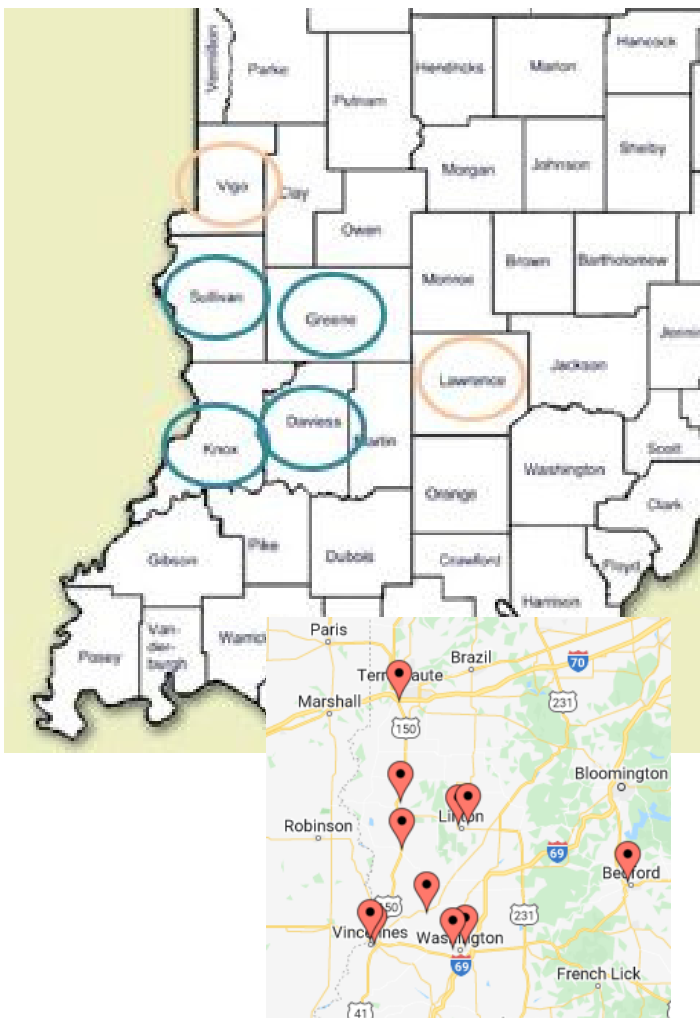 Hancock
Vermillion
Parke
Hendricks
Marion
Putnam
Shelby
Morgan
Johnson
Vigo
Clay
Owen
Monroe
Brown
Bartholomew
Sullivan
Greene
Jackson
Lawrence
Daviess
Martin
Knox
Scott
Washington
Orange
Clark
Pike
Dubois
Crawford
Gibson
Floyd
Harrison
Van-
der-
burgh
Posey
Paris
Brazil
70
Marshall
231
150
Bloomington
Robinson
Linton
69
Bedford
50
231
Vincennes
Washington
69
French Lick
41